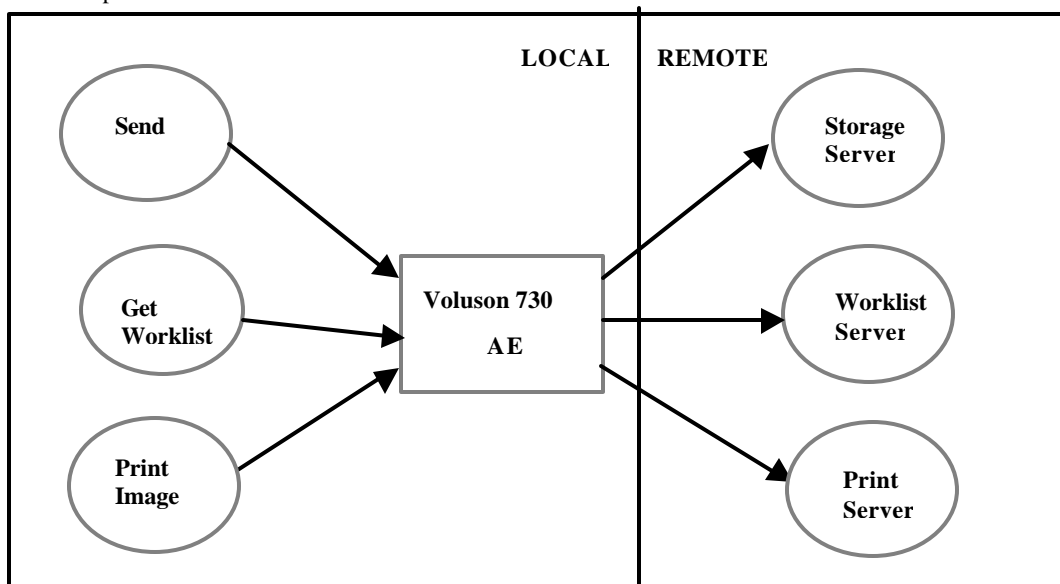 LOCAL
REMOTE
Send
Storage
Server
Get
Worklist
Voluson 730
AE
Worklist
Server
Print
Image
Print
Server